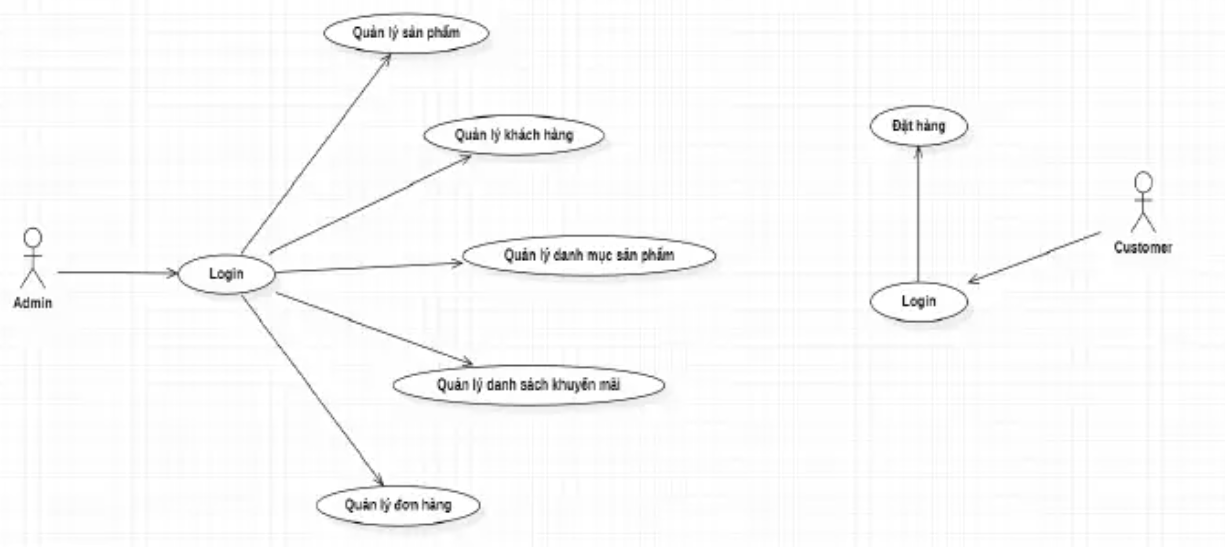 Quản lý sản phẩm
Quản lý khách hàng
Quản lý danh mục sản phẩm
Login
Admin
Quản lý danh sách khuyến mãi
Quản lý đơn hàng
Đặt hàng
Customer
Login